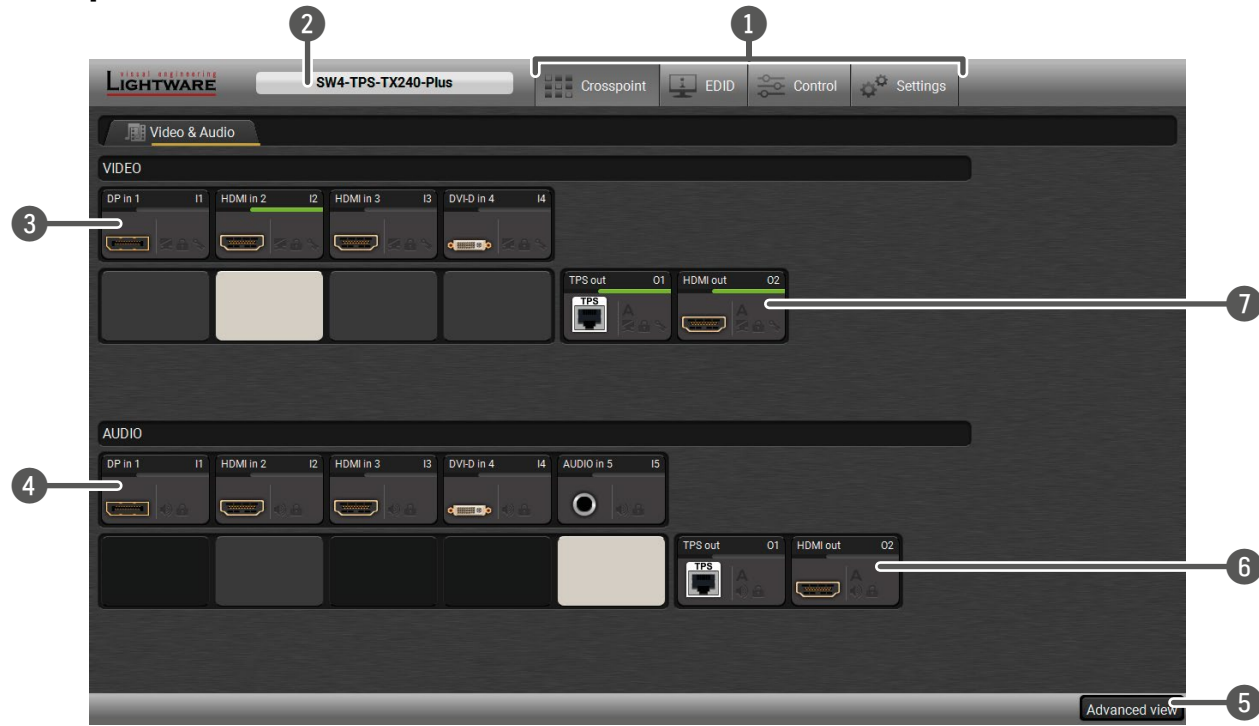 2
1
visual engineering
LIGHTWARE
SW4-TPS-TX240-Plus
Crosspoint
EDID
Control
Settings
Video & Audio
VIDEO
DP in 1 I1
HDMI in 2 I2
HDMI in 3 I3
DVI-D in 4 I4
3
TPS out O1
TPS
A
HDMI out O2
A
7
AUDIO
DP in 1 I1
HDMI in 2 I2
HDMI in 3 I3
DVI-D in 4 I4
AUDIO in 5 I5
4
TPS out O1
TPS
A
HDMI out O2
A
6
Advanced view
5